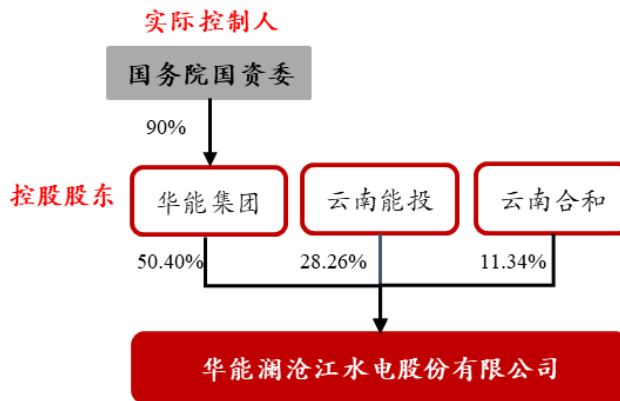 实际控制人
国务院国资委
90%
控股股东
华能集团
云南能投
云南合和
50.40%
28.26%
11.34%
华能澜沧江水电股份有限公司